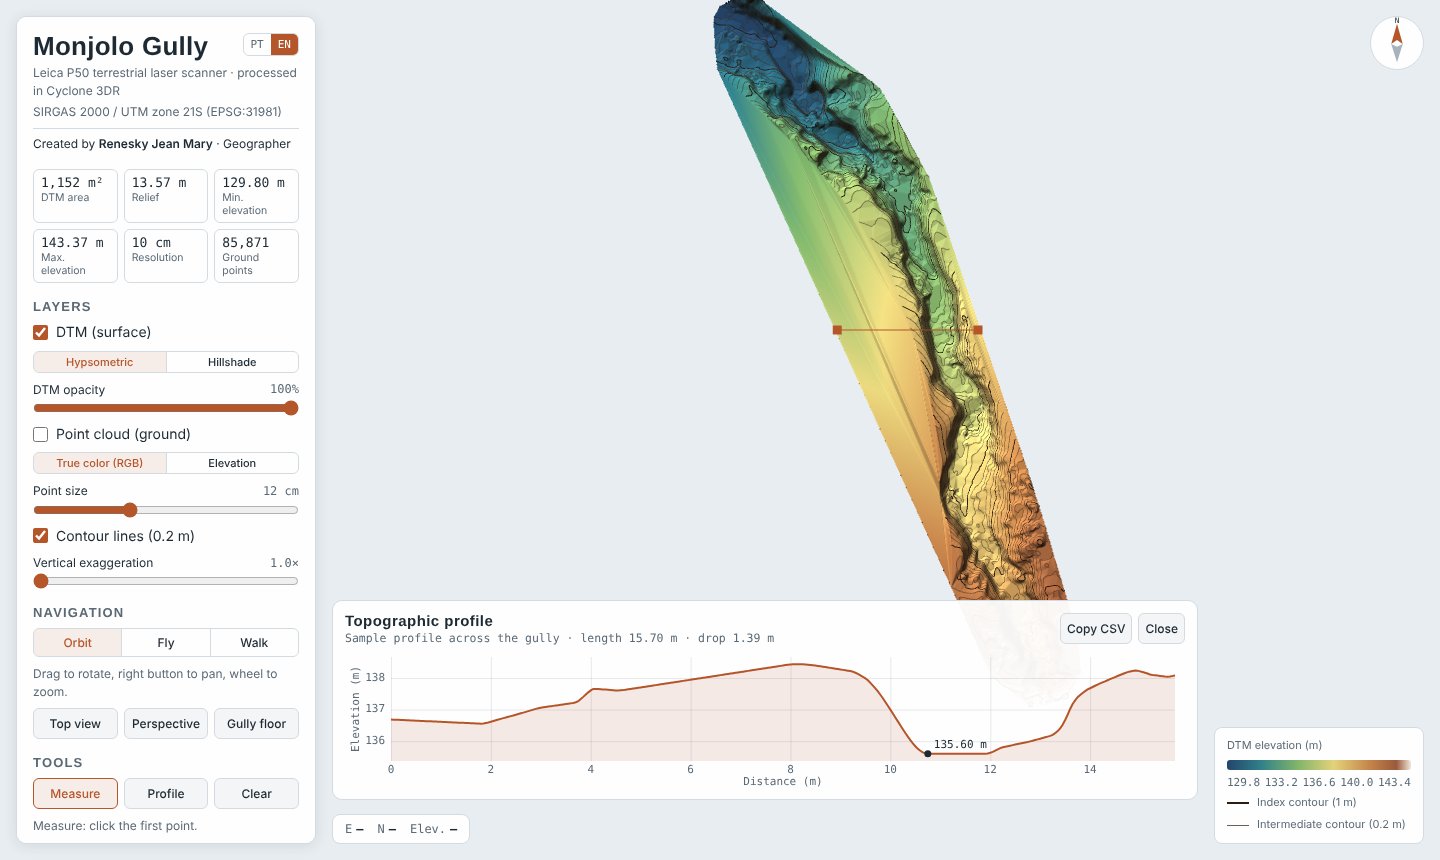 Monjolo Gully
PT EN
Leica P50 terrestrial laser scanner · processed
in Cyclone 3DR
SIRGAS 2000 / UTM zone 21S (EPSG:31981)
Created by Renesky Jean Mary · Geographer
1,152 m²
DTM area
13.57 m
Relief
129.80 m
Min.
elevation
143.37 m
Max.
elevation
10 cm
Resolution
85,871
Ground
points
LAYERS
DTM (surface)
Hypsometric Hillshade
DTM opacity 100%
Point cloud (ground)
True color (RGB) Elevation
Point size 12 cm
Contour lines (0.2 m)
Vertical exaggeration 1.0×
NAVIGATION
Orbit Fly Walk
Drag to rotate, right button to pan, wheel to
zoom.
Top view Perspective Gully floor
TOOLS
Measure Profile Clear
Measure: click the first point.
N
Topographic profile
Sample profile across the gully · length 15.70 m · drop 1.39 m
Copy CSV Close
Elevation (m)
138
137
136
135.60 m
0 2 4 6 8 10 12 14
Distance (m)
E – N – Elev. –
DTM elevation (m)
129.8 133.2 136.6 140.0 143.4
Index contour (1 m)
Intermediate contour (0.2 m)